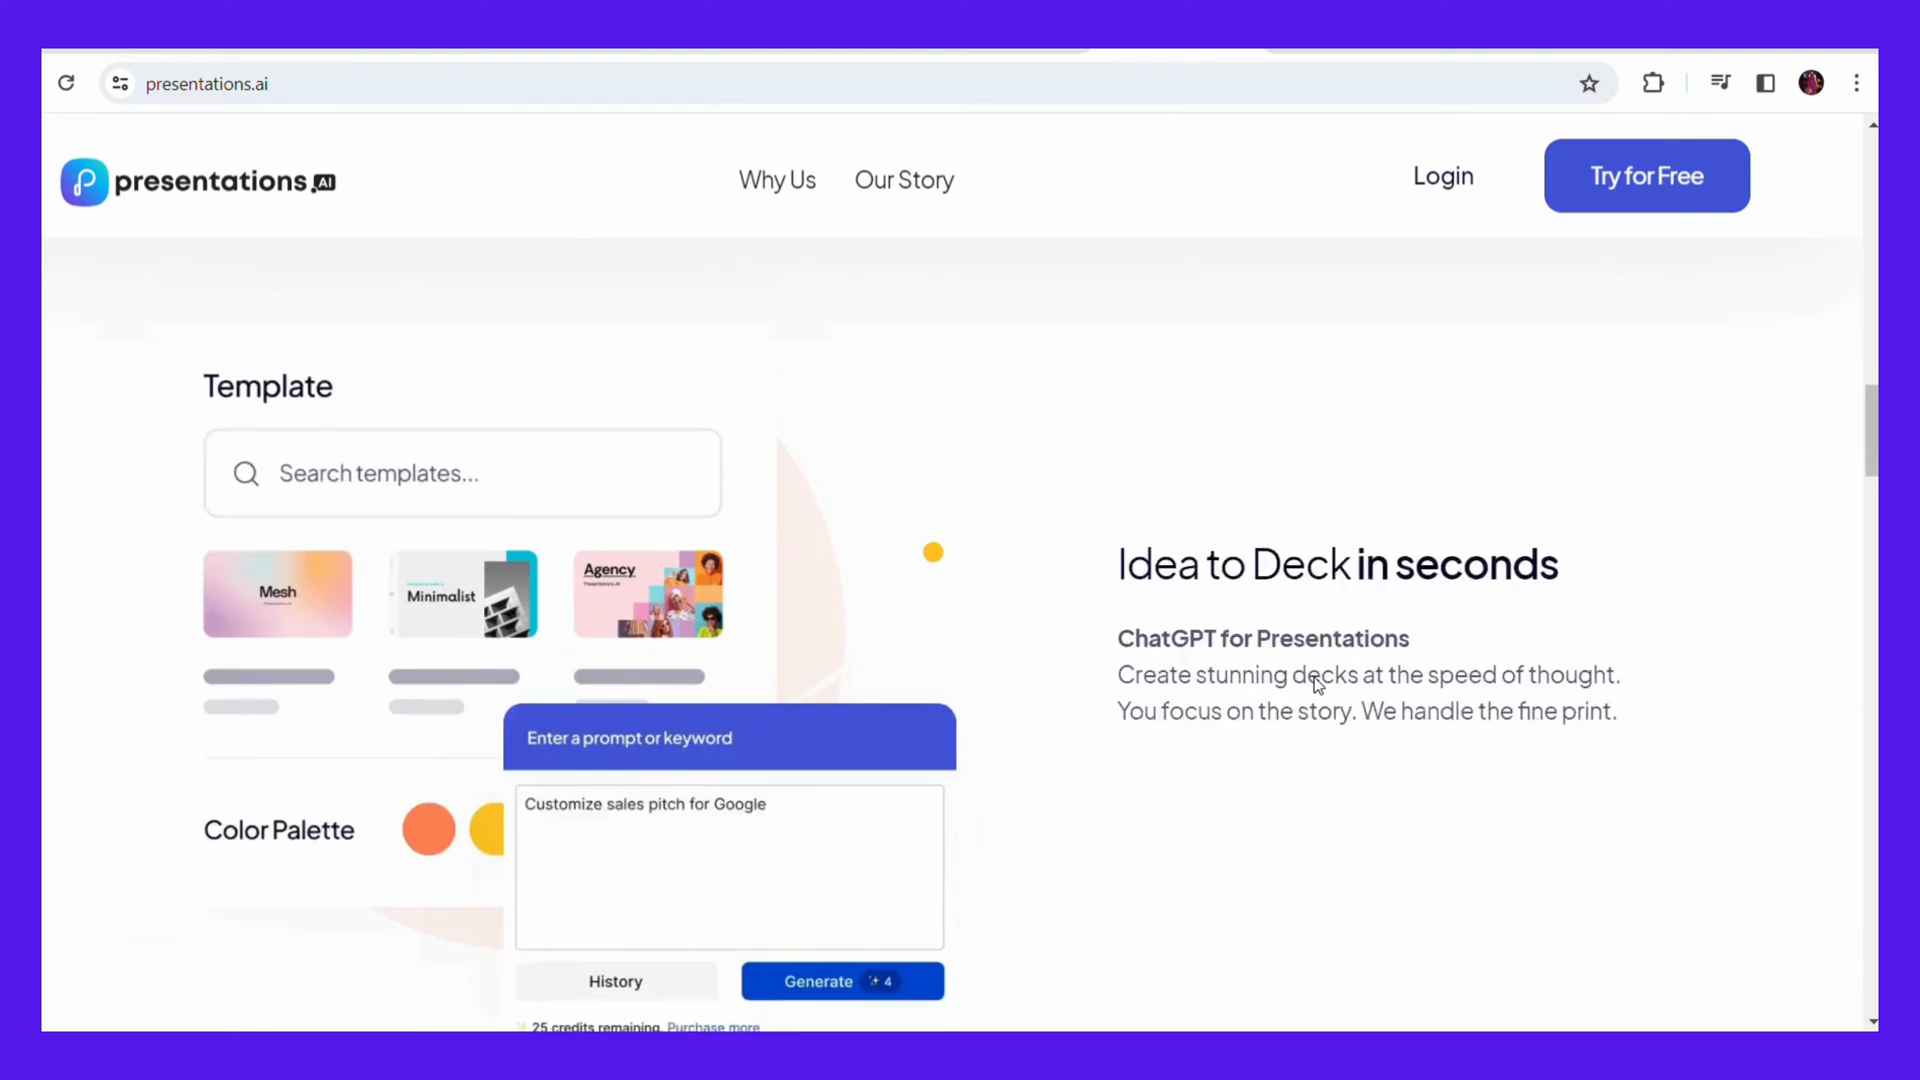 presentations.ai
presentations.AI
Why Us
Our Story
Login
Try for Free
Template
Search templates...
Mesh
Minimalist
Agency
Presentations.AI
Color Palette
Enter a prompt or keyword
Customize sales pitch for Google
History
Generate
4
25 credits remaining. Purchase more
Idea to Deck in seconds
ChatGPT for Presentations
Create stunning decks at the speed of thought.
You focus on the story. We handle the fine print.